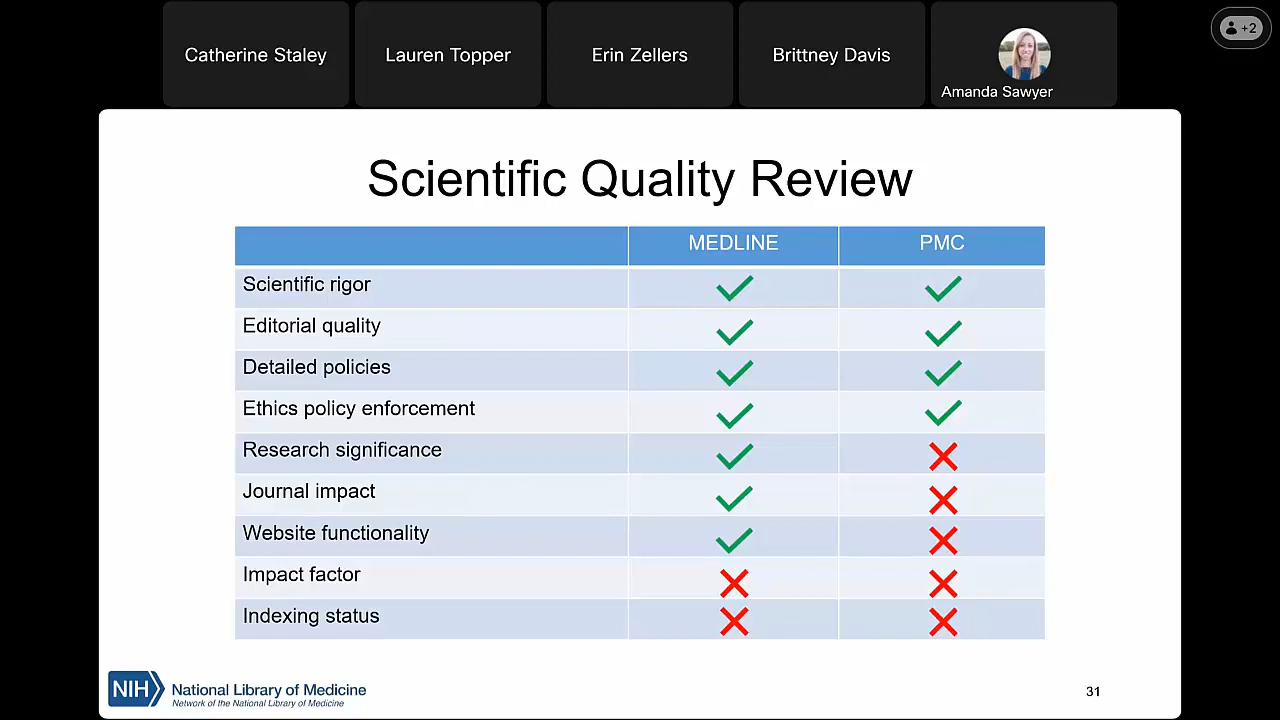 Catherine Staley
Lauren Topper
Erin Zellers
Brittney Davis
Amanda Sawyer
+2
Scientific Quality Review
MEDLINE PMC
Scientific rigor
Editorial quality
Detailed policies
Ethics policy enforcement
Research significance
Journal impact
Website functionality
Impact factor
Indexing status
NIH National Library of Medicine
Network of the National Library of Medicine
31